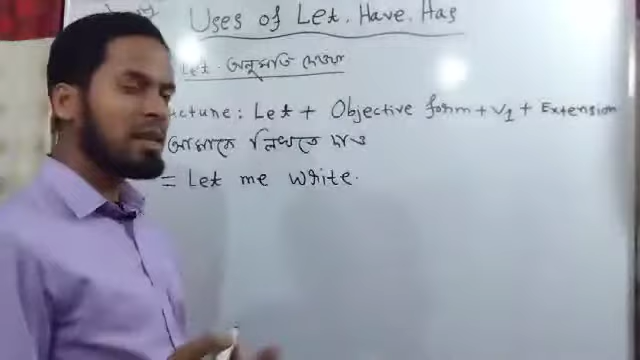 Uses of Let, Have, Has
Let - অনুমতি দেওয়া
cture: Let + Objective form + V1 + Extension
আমাকে লিখতে দাও
= Let me write.